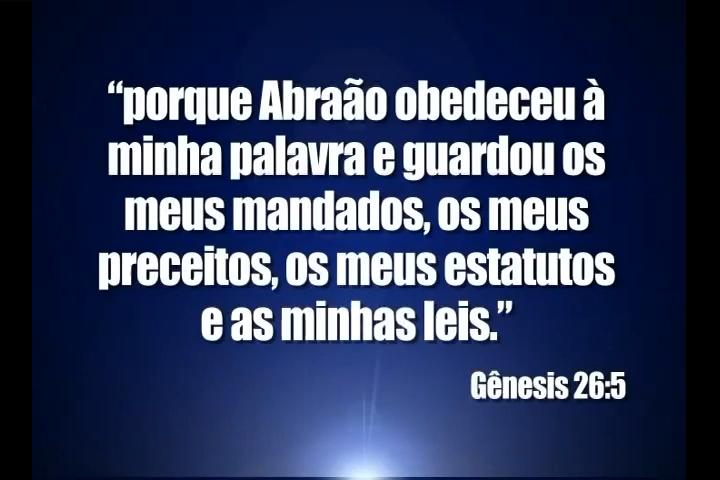 “porque Abraão obedeceu à
minha palavra e guardou os
meus mandados, os meus
preceitos, os meus estatutos
e as minhas leis.”
Gênesis 26:5